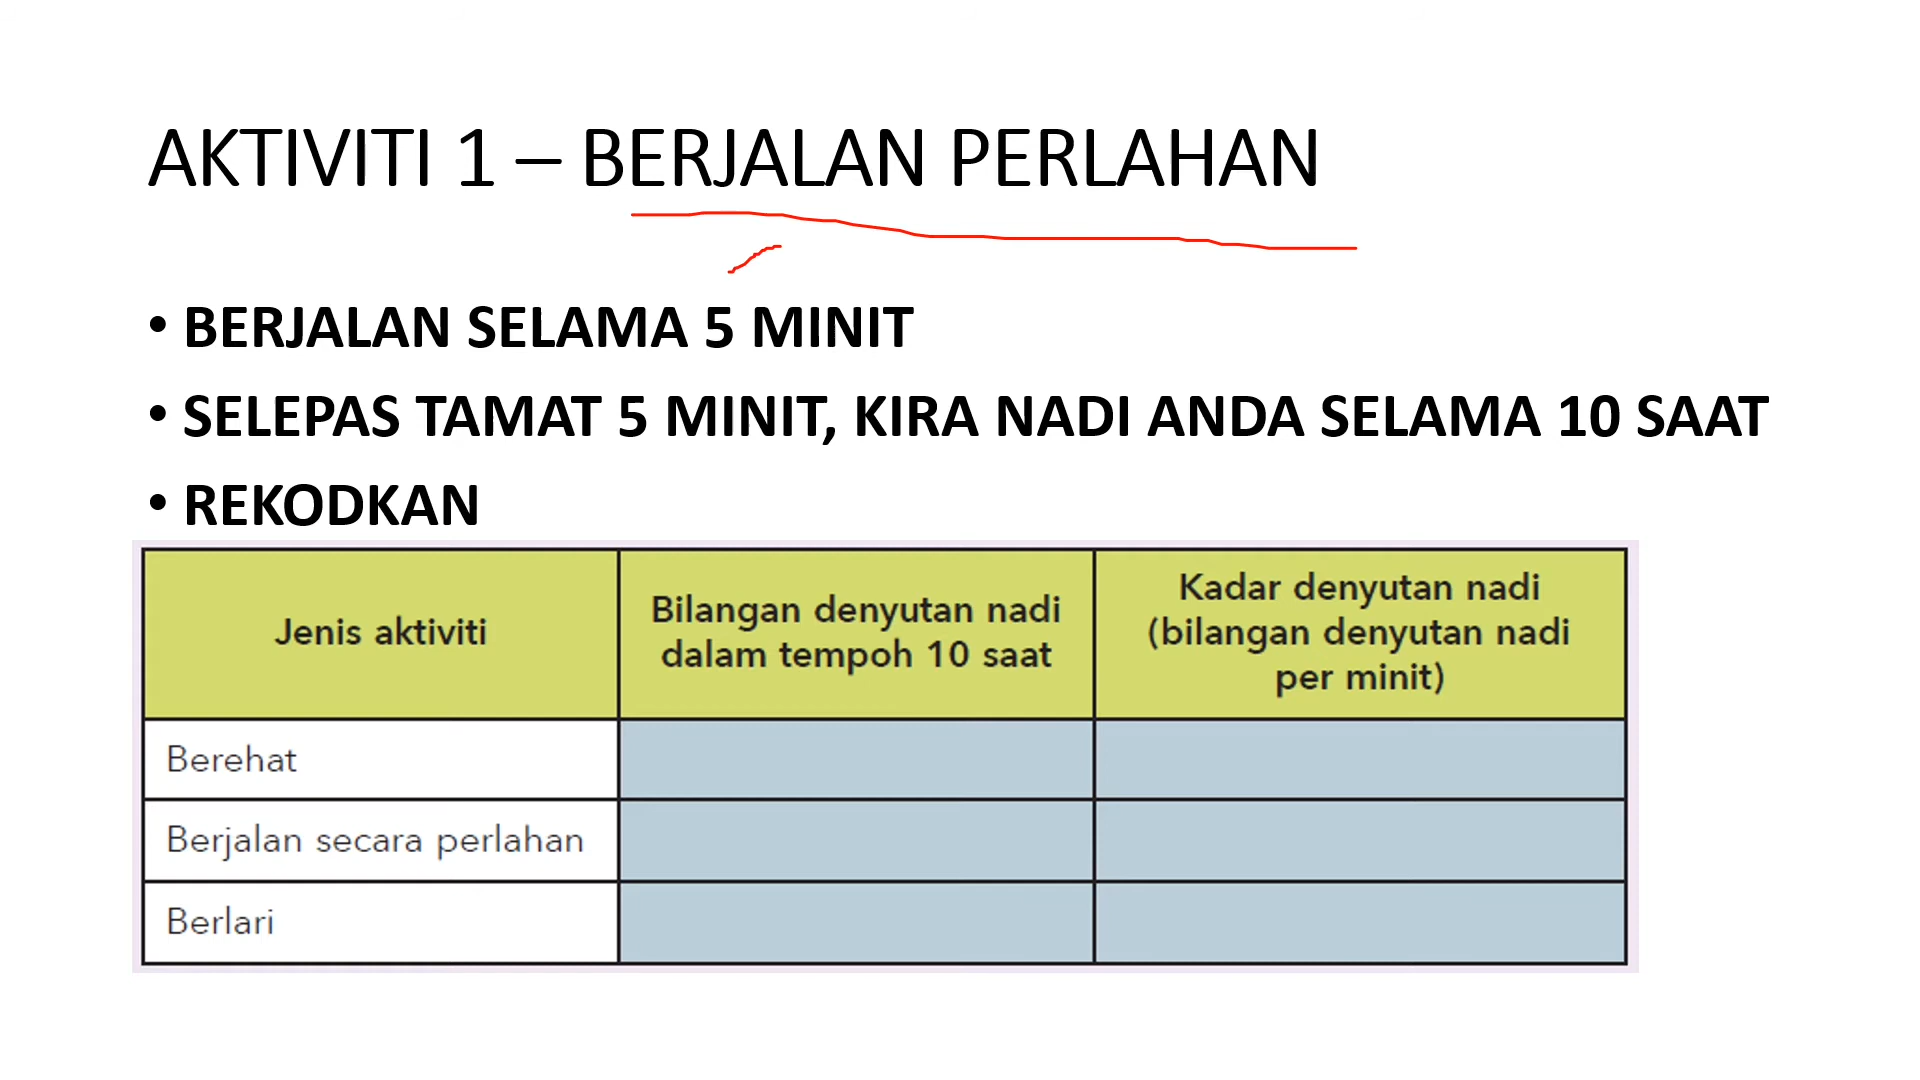 AKTIVITI 1 – BERJALAN PERLAHAN
• BERJALAN SELAMA 5 MINIT
• SELEPAS TAMAT 5 MINIT, KIRA NADI ANDA SELAMA 10 SAAT
• REKODKAN
Jenis aktiviti
Bilangan denyutan nadi
dalam tempoh 10 saat
Kadar denyutan nadi
(bilangan denyutan nadi
per minit)
Berehat
Berjalan secara perlahan
Berlari